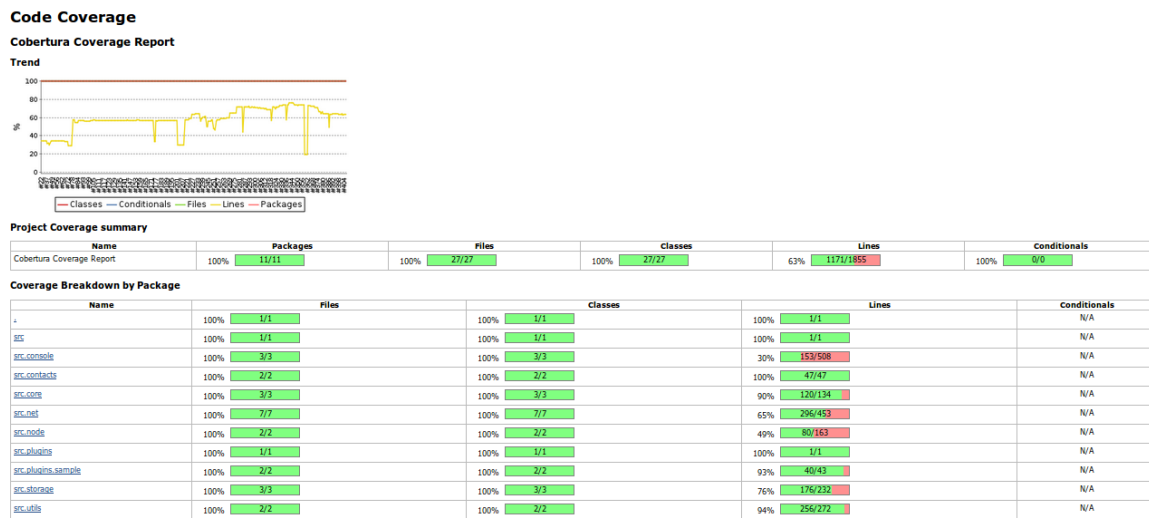 Code Coverage
Cobertura Coverage Report
Trend
100
80
60
40
20
0
%
Classes Conditionals Files Lines Packages
Project Coverage summary
Name Packages Files Classes Lines Conditionals
Cobertura Coverage Report 100% 11/11 100% 27/27 100% 27/27 63% 1171/1855 100% 0/0
Coverage Breakdown by Package
Name Files Classes Lines Conditionals
. 100% 1/1 100% 1/1 100% 1/1 N/A
src 100% 1/1 100% 1/1 100% 1/1 N/A
src.console 100% 3/3 100% 3/3 30% 153/508 N/A
src.contacts 100% 2/2 100% 2/2 100% 47/47 N/A
src.core 100% 3/3 100% 3/3 90% 120/134 N/A
src.net 100% 7/7 100% 7/7 65% 296/453 N/A
src.node 100% 2/2 100% 2/2 49% 80/163 N/A
src.plugins 100% 1/1 100% 1/1 100% 1/1 N/A
src.plugins.sample 100% 2/2 100% 2/2 93% 40/43 N/A
src.storage 100% 3/3 100% 3/3 76% 176/232 N/A
src.utils 100% 2/2 100% 2/2 94% 256/272 N/A